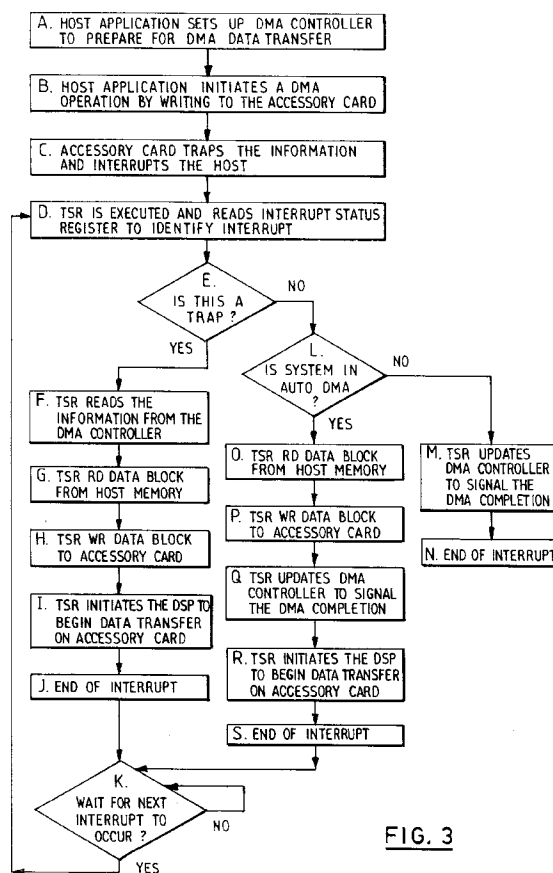 A. HOST APPLICATION SETS UP DMA CONTROLLER
TO PREPARE FOR DMA DATA TRANSFER
B. HOST APPLICATION INITIATES A DMA
OPERATION BY WRITING TO THE ACCESSORY CARD
C. ACCESSORY CARD TRAPS THE INFORMATION
AND INTERRUPTS THE HOST
D. TSR IS EXECUTED AND READS INTERRUPT STATUS
REGISTER TO IDENTIFY INTERRUPT
E.
IS THIS A
TRAP ?
NO
YES
L.
IS SYSTEM IN
AUTO DMA
?
NO
YES
F. TSR READS THE
INFORMATION FROM THE
DMA CONTROLLER
G. TSR RD DATA BLOCK
FROM HOST MEMORY
H. TSR WR DATA BLOCK
TO ACCESSORY CARD
I. TSR INITIATES THE DSP TO
BEGIN DATA TRANSFER
ON ACCESSORY CARD
J. END OF INTERRUPT
O. TSR RD DATA BLOCK
FROM HOST MEMORY
P. TSR WR DATA BLOCK
TO ACCESSORY CARD
Q. TSR UPDATES DMA
CONTROLLER TO SIGNAL
THE DMA COMPLETION
R. TSR INITIATES THE DSP
TO BEGIN DATA TRANSFER
ON ACCESSORY CARD
S. END OF INTERRUPT
M. TSR UPDATES
DMA CONTROLLER
TO SIGNAL THE
DMA COMPLETION
N. END OF INTERRUPT
K.
WAIT FOR NEXT
INTERRUPT TO
OCCUR ?
NO
YES
FIG. 3